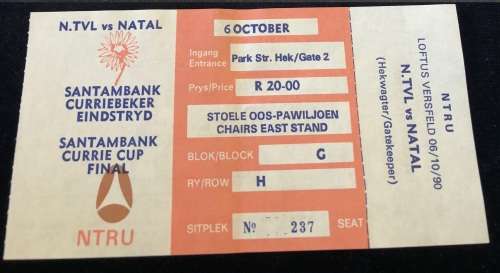 N.TVL vs NATAL
SANTAMBANK
CURRIEBEKER
EINDSTRYD
SANTAMBANK
CURRIE CUP
FINAL
NTRU
6 OCTOBER
Ingang
Entrance Park Str. Hek/Gate 2
Prys/Price R 20-00
STOELE OOS-PAWILJOEN
CHAIRS EAST STAND
BLOK/BLOCK G
RY/ROW H
SITPLEK Nº 237 SEAT
NTRU
LOFTUS VERSFELD 06/10/90
N.TVL vs NATAL
(Hekwagter/Gatekeeper)